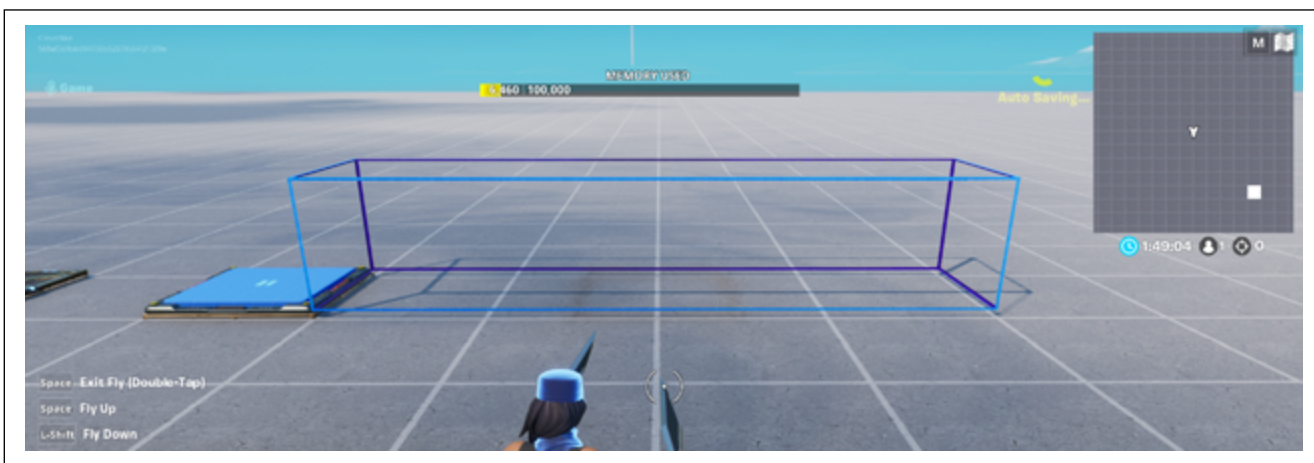 M
MEMORY USED
Game
6,460 100,000
Auto Saving...
1:49:04 1 0
Space Exit Fly (Double-Tap)
Space Fly Up
L-Shift Fly Down